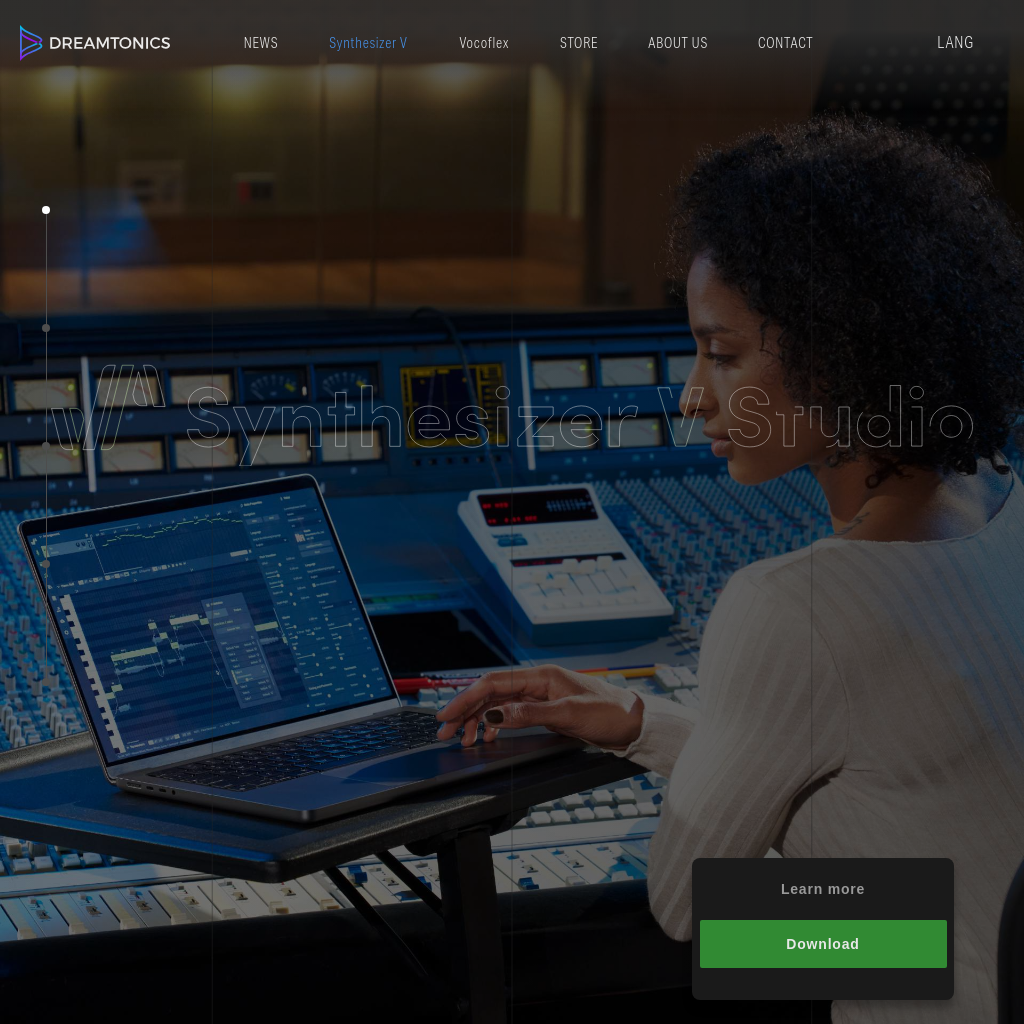 DREAMTONICS
NEWS
Synthesizer V
Vocoflex
STORE
ABOUT US
CONTACT
LANG
Synthesizer V Studio
Learn more
Download